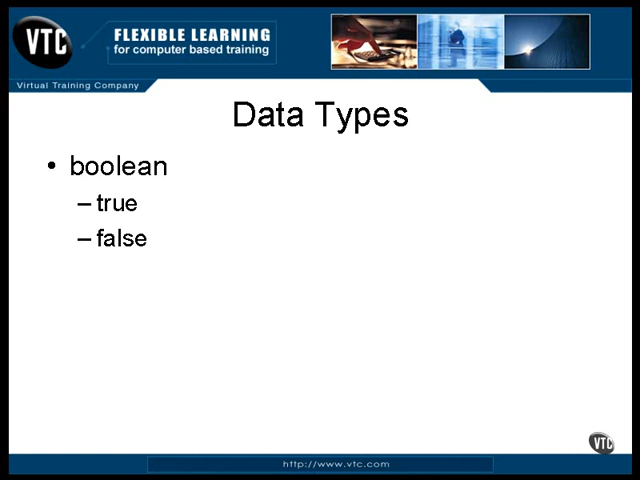 VTC
FLEXIBLE LEARNING
for computer based training
Virtual Training Company
Data Types
• boolean
– true
– false
VTC
http://www.vtc.com